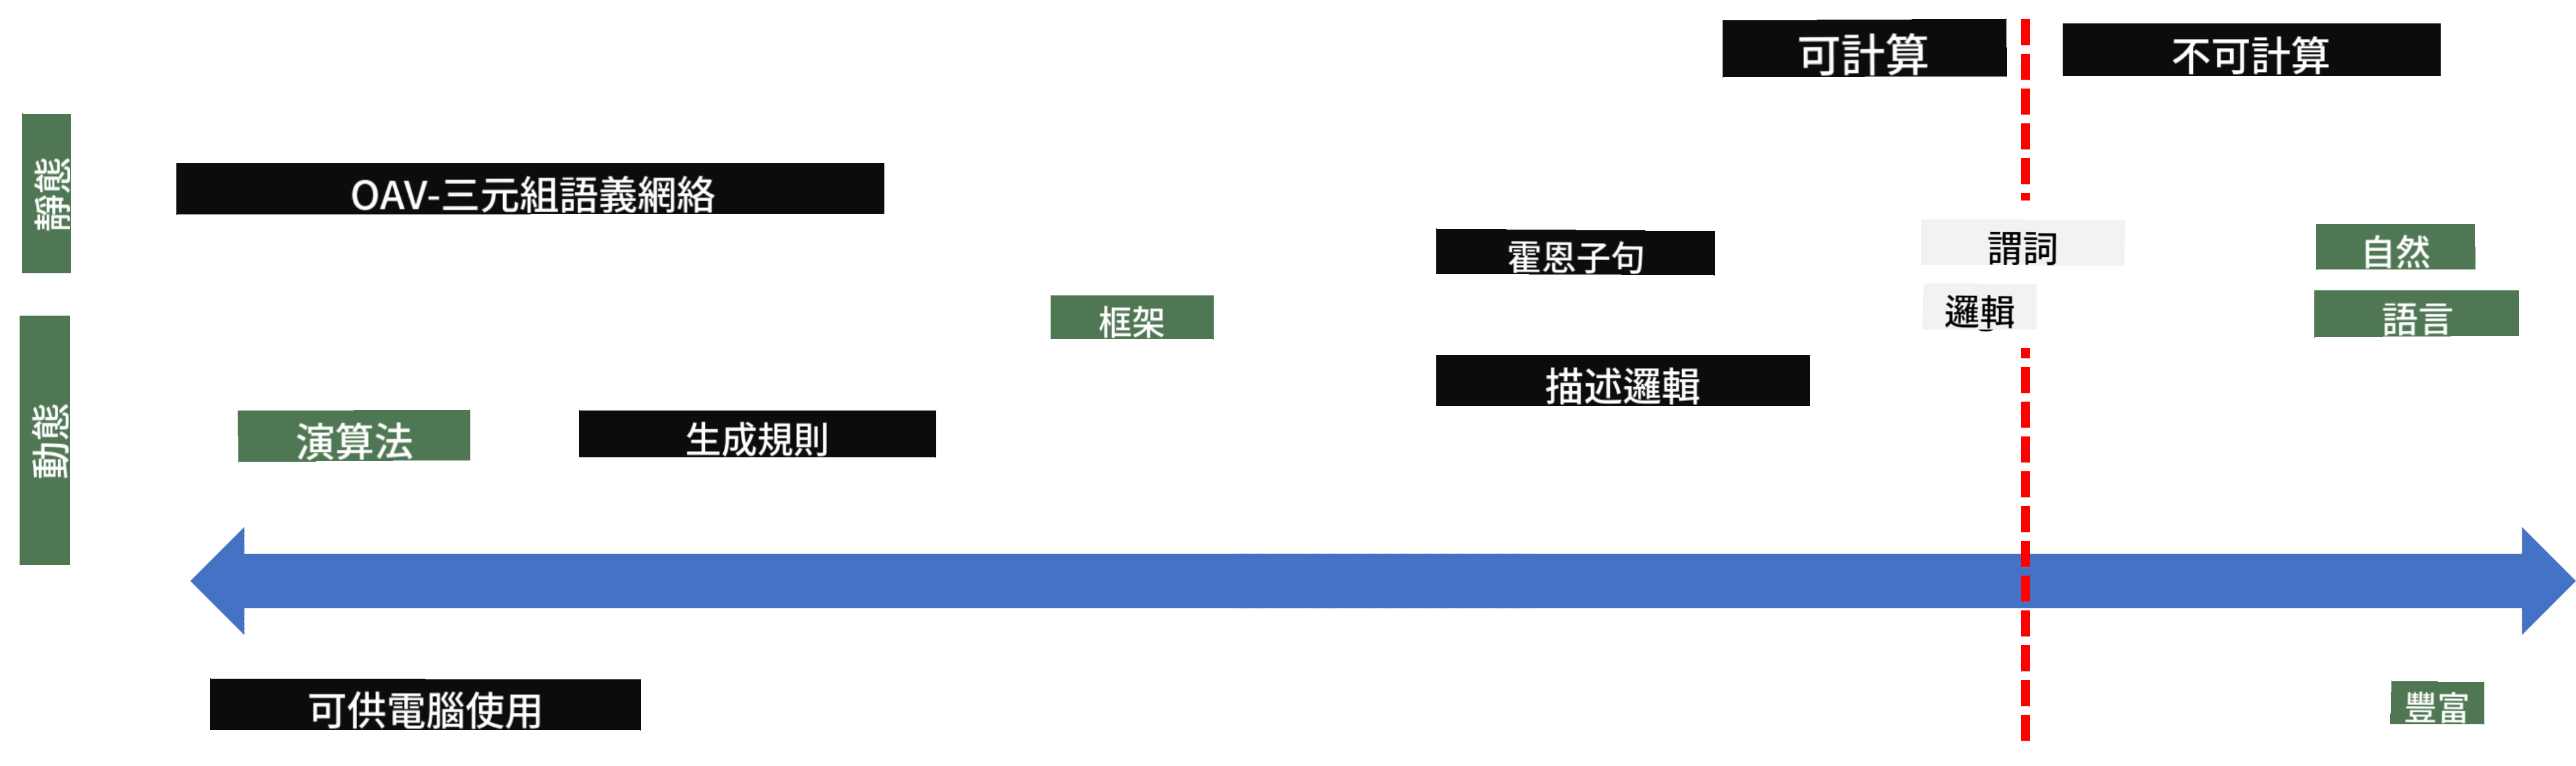 可計算
不可計算
靜態
OAV-三元組語義網絡
霍恩子句
謂詞
邏輯
自然
語言
框架
描述邏輯
動態
演算法
生成規則
可供電腦使用
豐富